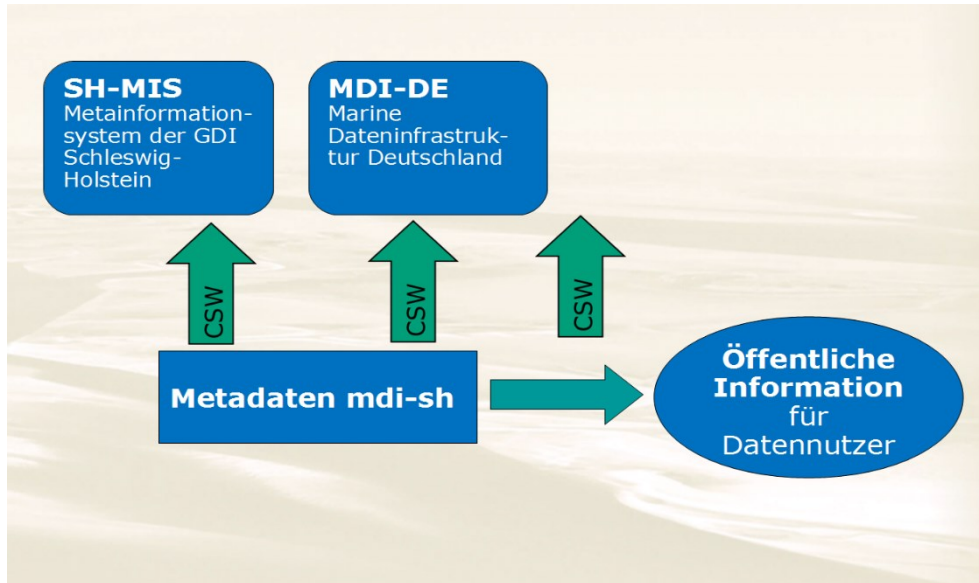 SH-MIS
Metainformation-
system der GDI
Schleswig-
Holstein
MDI-DE
Marine
Dateninfrastruk-
tur Deutschland
CSW
CSW
CSW
Metadaten mdi-sh
Öffentliche
Information
für
Datennutzer